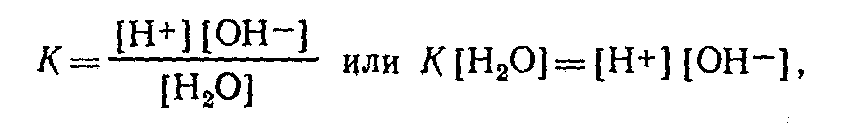 K = [H+] [OH−] / [H₂O] или K [H₂O] = [H+] [OH−],